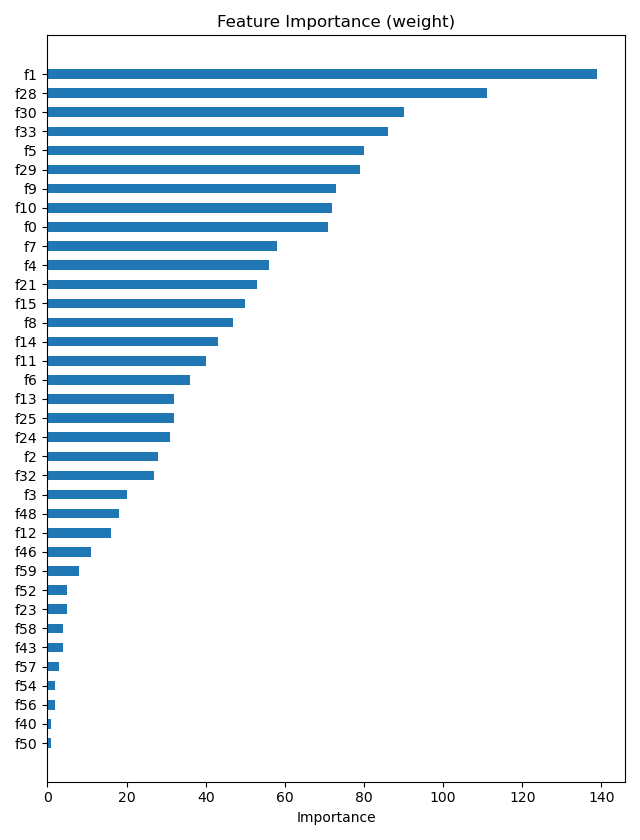 Feature Importance (weight)
f1
f28
f30
f33
f5
f29
f9
f10
f0
f7
f4
f21
f15
f8
f14
f11
f6
f13
f25
f24
f2
f32
f3
f48
f12
f46
f59
f52
f23
f58
f43
f57
f54
f56
f40
f50
0 20 40 60 80 100 120 140
Importance